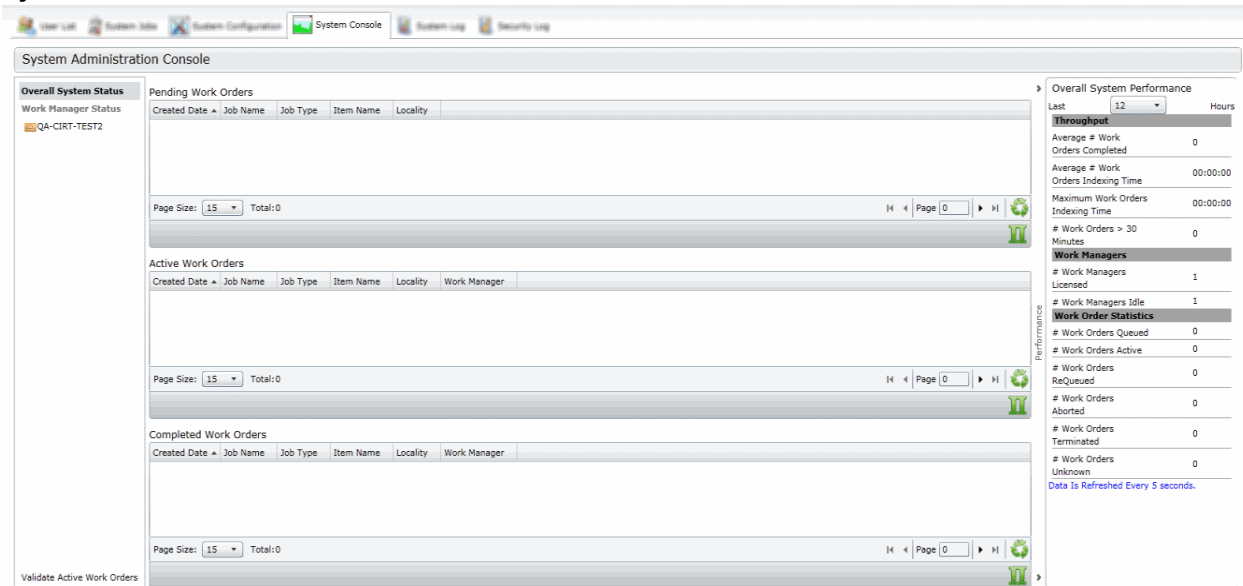 User List System Jobs System Configuration System Console System Log Security Log
System Administration Console
Overall System Status
Work Manager Status
QA-CIRT-TEST2
Validate Active Work Orders
Pending Work Orders
Created Date Job Name Job Type Item Name Locality
Page Size: 15 Total:0 Page 0
Active Work Orders
Created Date Job Name Job Type Item Name Locality Work Manager
Page Size: 15 Total:0 Page 0
Completed Work Orders
Created Date Job Name Job Type Item Name Locality Work Manager
Page Size: 15 Total:0 Page 0
Performance
Overall System Performance
Last 12 Hours
Throughput
Average # Work
Orders Completed 0
Average # Work
Orders Indexing Time 00:00:00
Maximum Work Orders
Indexing Time 00:00:00
# Work Orders > 30
Minutes 0
Work Managers
# Work Managers
Licensed 1
# Work Managers Idle 1
Work Order Statistics
# Work Orders Queued 0
# Work Orders Active 0
# Work Orders
ReQueued 0
# Work Orders
Aborted 0
# Work Orders
Terminated 0
# Work Orders
Unknown 0
Data Is Refreshed Every 5 seconds.